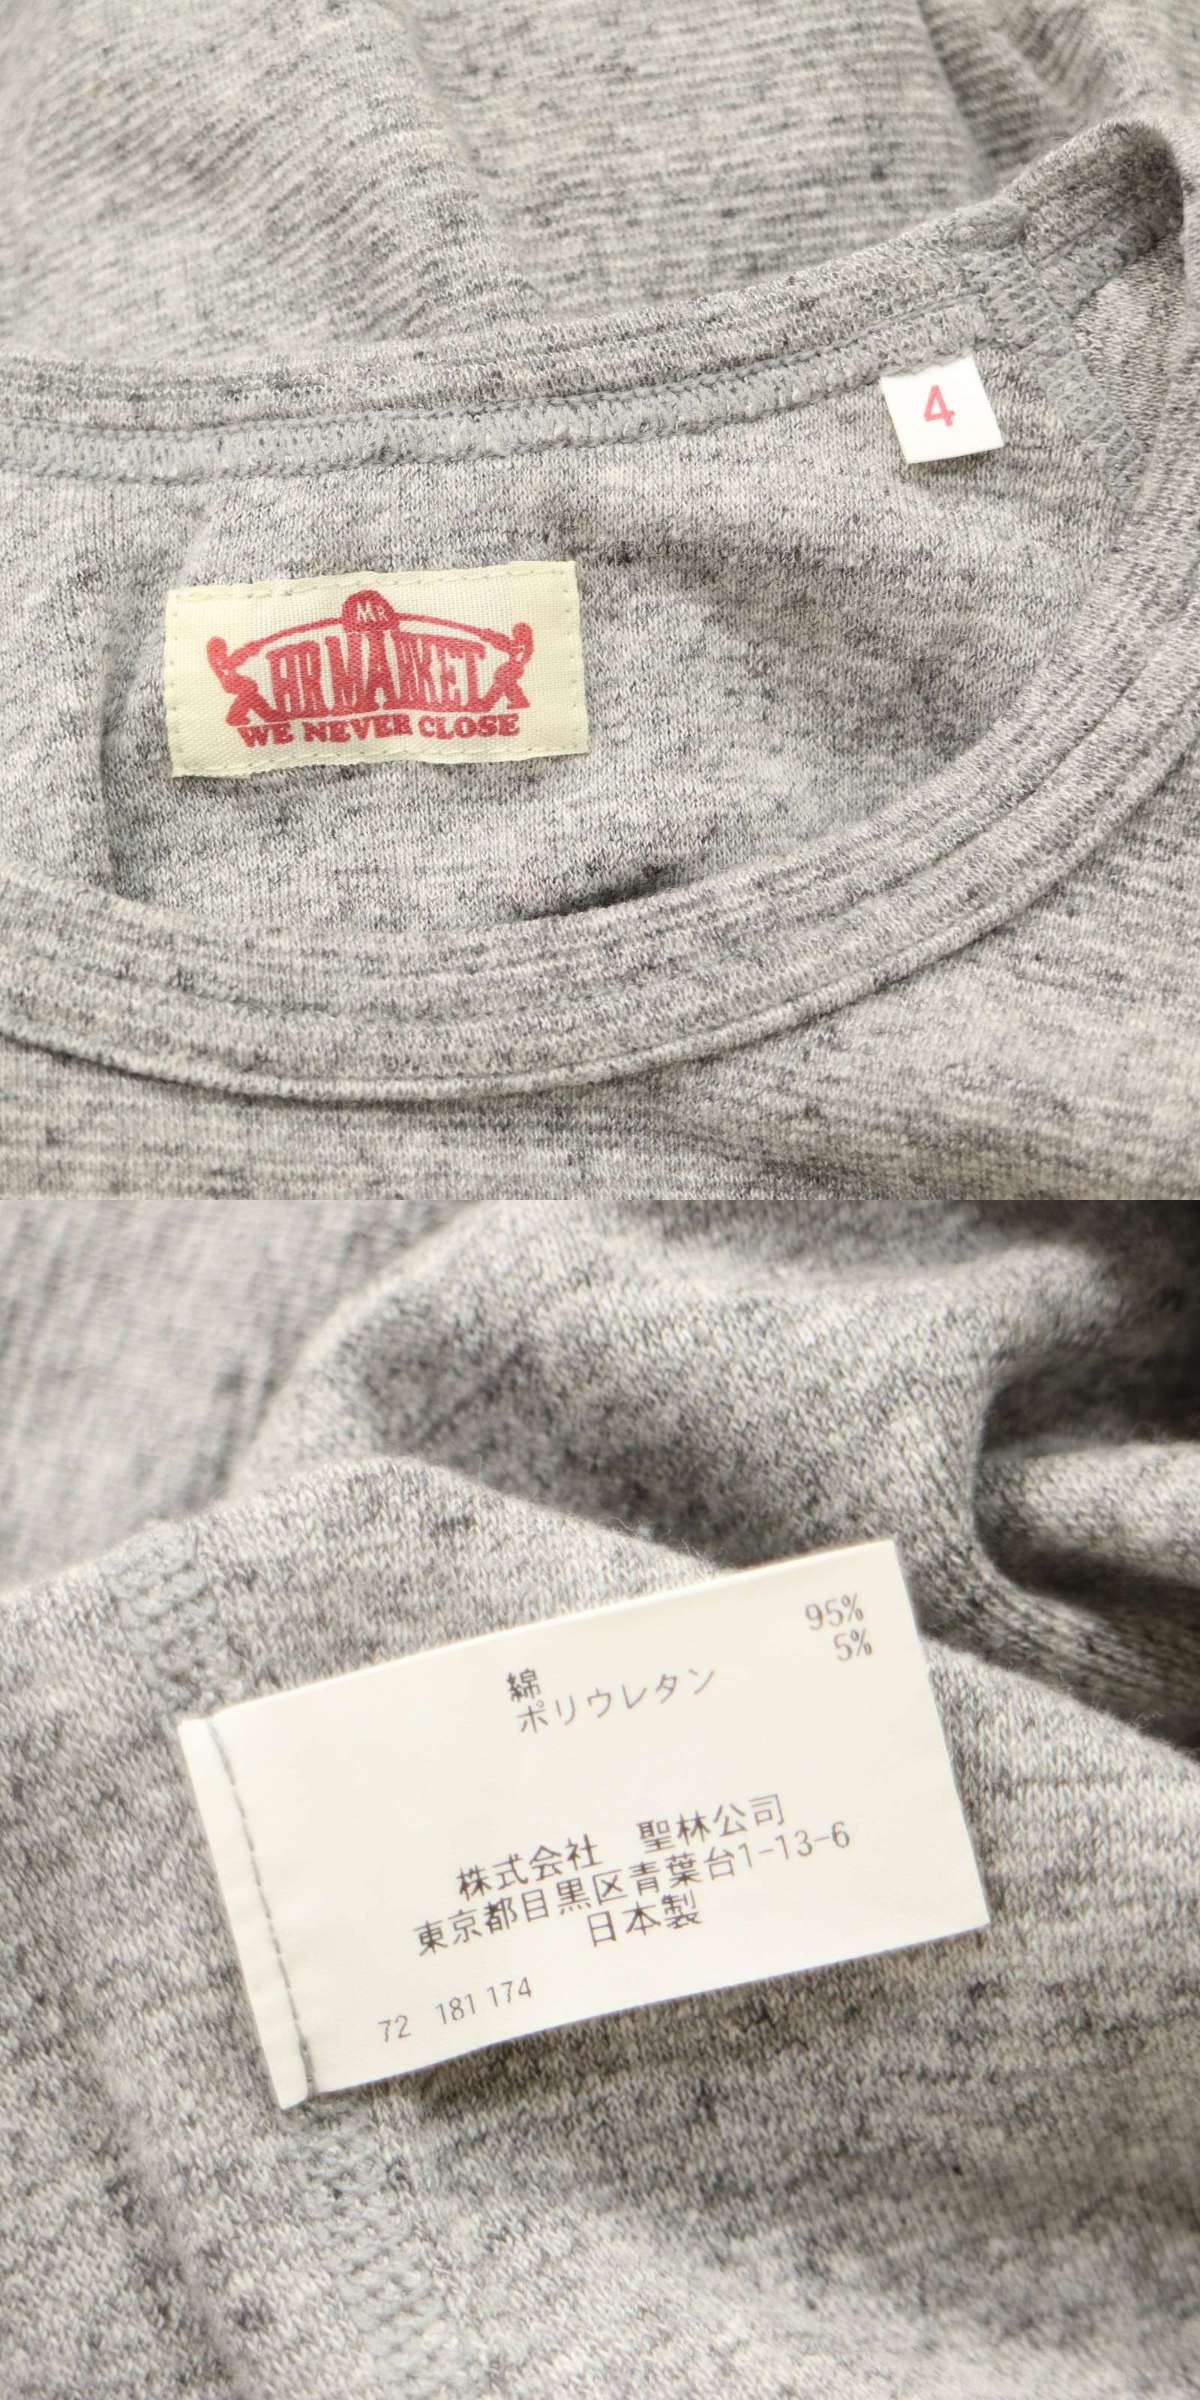 4
MR
HR MARKET
WE NEVER CLOSE
綿 95%
ポリウレタン 5%
株式会社 聖林公司
東京都目黒区青葉台1-13-6
日本製
72 181 174